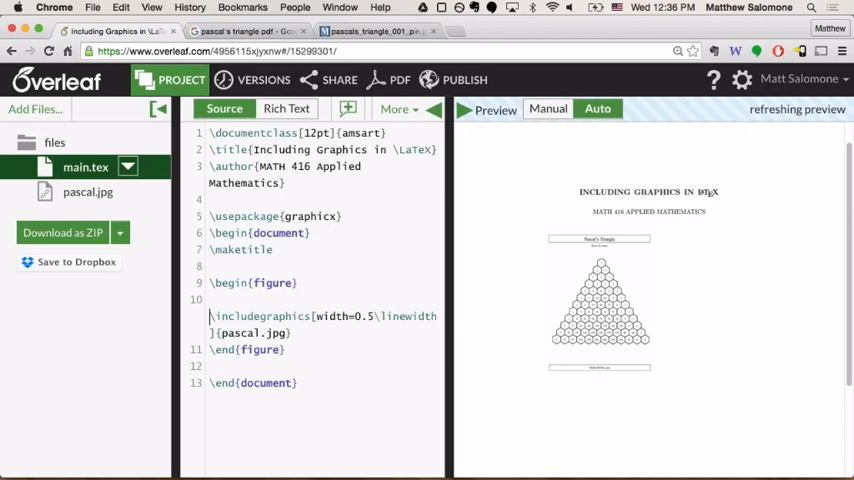 Chrome File Edit View History Bookmarks People Window Help Wed 12:36 PM Matthew Salomone
Including Graphics in \LaT
pascal's triangle pdf - Goo
pascals_triangle_001_pin.j
Matthew
https://www.overleaf.com/4956115xjyxnw#/15299301/
Overleaf PROJECT VERSIONS SHARE PDF PUBLISH ? Matt Salomone
Add Files... Source Rich Text More Preview Manual Auto refreshing preview
files
main.tex
pascal.jpg
Download as ZIP
Save to Dropbox
1 \documentclass[12pt]{amsart}
2 \title{Including Graphics in \LaTeX}
3 \author{MATH 416 Applied
Mathematics}
4
5 \usepackage{graphicx}
6 \begin{document}
7 \maketitle
8
9 \begin{figure}
10
\includegraphics[width=0.5\linewidth
]{pascal.jpg}
11 \end{figure}
12
13 \end{document}
INCLUDING GRAPHICS IN LATEX
MATH 416 APPLIED MATHEMATICS
Pascal's Triangle